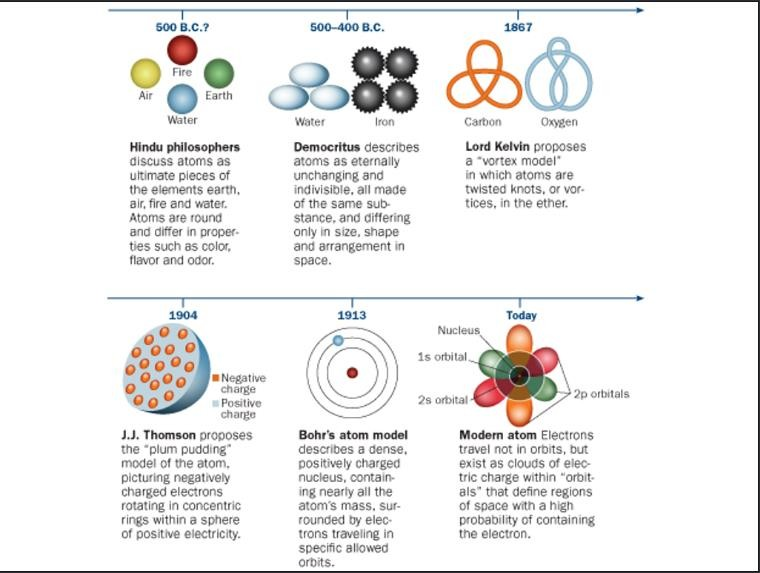 500 B.C.?
500–400 B.C.
1867
Fire
Air
Earth
Water
Water
Iron
Carbon
Oxygen
Hindu philosophers
discuss atoms as
ultimate pieces of
the elements earth,
air, fire and water.
Atoms are round
and differ in proper-
ties such as color,
flavor and odor.
Democritus describes
atoms as eternally
unchanging and
indivisible, all made
of the same sub-
stance, and differing
only in size, shape
and arrangement in
space.
Lord Kelvin proposes
a “vortex model”
in which atoms are
twisted knots, or vor-
tices, in the ether.
1904
1913
Today
Negative
charge
Positive
charge
Nucleus
1s orbital
2s orbital
2p orbitals
J.J. Thomson proposes
the “plum pudding”
model of the atom,
picturing negatively
charged electrons
rotating in concentric
rings within a sphere
of positive electricity.
Bohr’s atom model
describes a dense,
positively charged
nucleus, contain-
ing nearly all the
atom’s mass, sur-
rounded by elec-
trons traveling in
specific allowed
orbits.
Modern atom Electrons
travel not in orbits, but
exist as clouds of elec-
tric charge within “orbit-
als” that define regions
of space with a high
probability of containing
the electron.